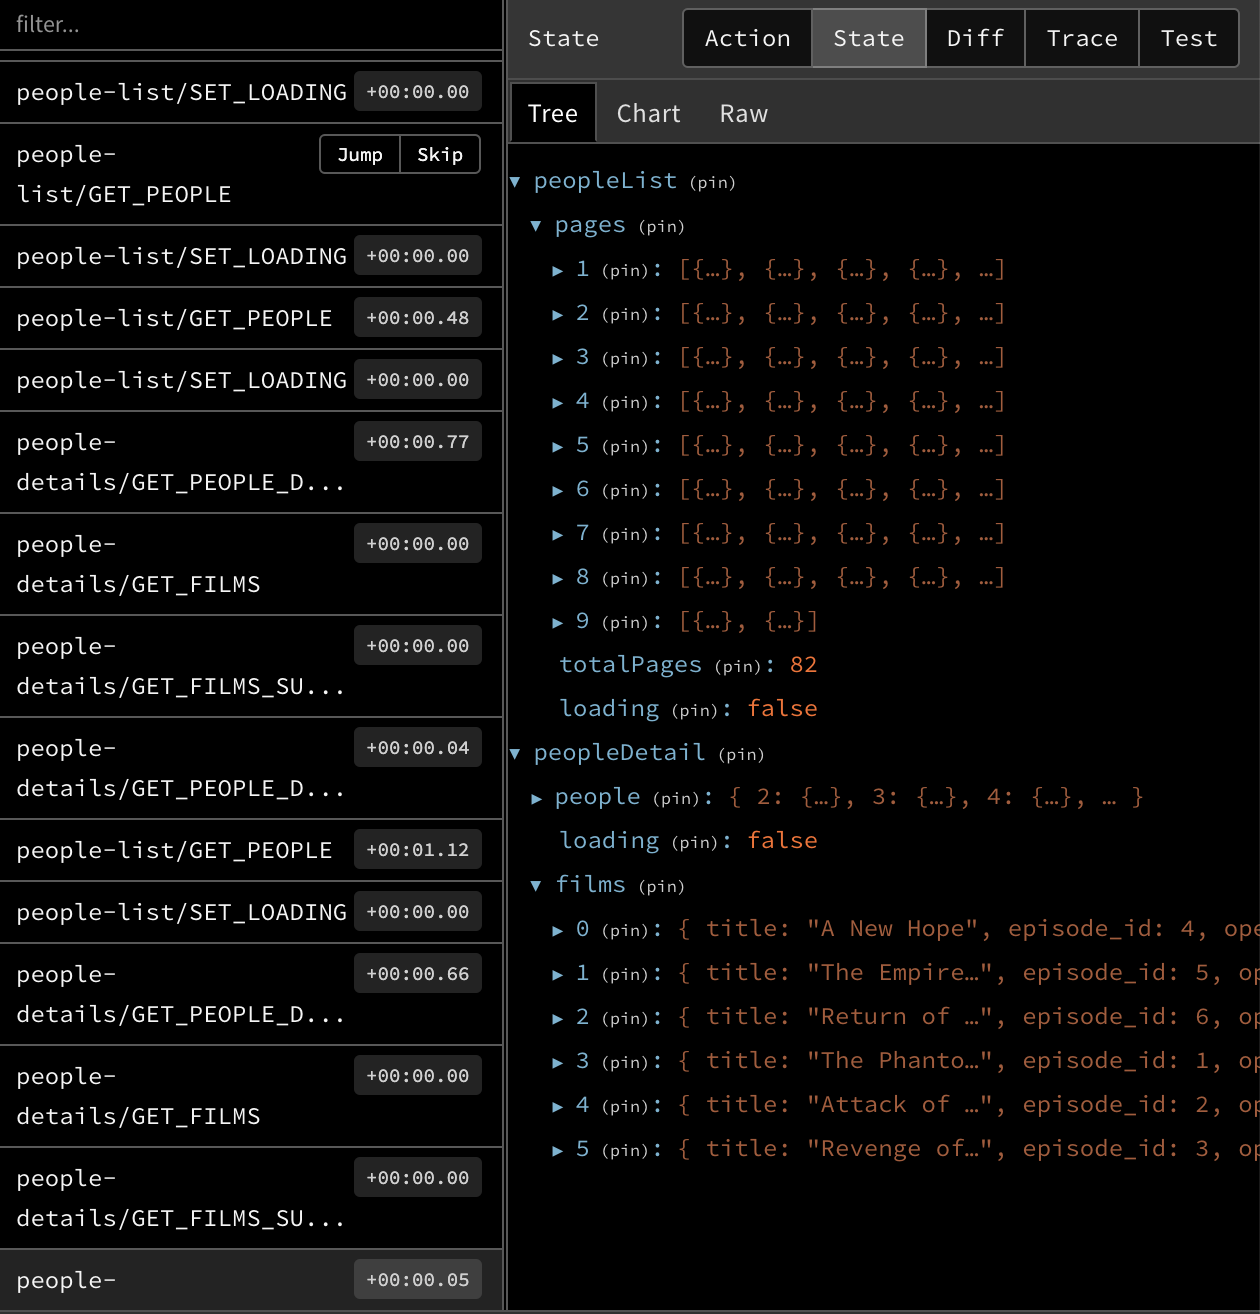 filter...
people-list/SET_LOADING +00:00.00
people- Jump Skip
list/GET_PEOPLE
people-list/SET_LOADING +00:00.00
people-list/GET_PEOPLE +00:00.48
people-list/SET_LOADING +00:00.00
people- +00:00.77
details/GET_PEOPLE_D...
people- +00:00.00
details/GET_FILMS
people- +00:00.00
details/GET_FILMS_SU...
people- +00:00.04
details/GET_PEOPLE_D...
people-list/GET_PEOPLE +00:01.12
people-list/SET_LOADING +00:00.00
people- +00:00.66
details/GET_PEOPLE_D...
people- +00:00.00
details/GET_FILMS
people- +00:00.00
details/GET_FILMS_SU...
people- +00:00.05
State Action State Diff Trace Test
Tree Chart Raw
▼ peopleList (pin)
▼ pages (pin)
▶ 1 (pin): [{…}, {…}, {…}, {…}, …]
▶ 2 (pin): [{…}, {…}, {…}, {…}, …]
▶ 3 (pin): [{…}, {…}, {…}, {…}, …]
▶ 4 (pin): [{…}, {…}, {…}, {…}, …]
▶ 5 (pin): [{…}, {…}, {…}, {…}, …]
▶ 6 (pin): [{…}, {…}, {…}, {…}, …]
▶ 7 (pin): [{…}, {…}, {…}, {…}, …]
▶ 8 (pin): [{…}, {…}, {…}, {…}, …]
▶ 9 (pin): [{…}, {…}]
totalPages (pin): 82
loading (pin): false
▼ peopleDetail (pin)
▶ people (pin): { 2: {…}, 3: {…}, 4: {…}, … }
loading (pin): false
▼ films (pin)
▶ 0 (pin): { title: "A New Hope", episode_id: 4, ope
▶ 1 (pin): { title: "The Empire…", episode_id: 5, op
▶ 2 (pin): { title: "Return of …", episode_id: 6, op
▶ 3 (pin): { title: "The Phanto…", episode_id: 1, op
▶ 4 (pin): { title: "Attack of …", episode_id: 2, op
▶ 5 (pin): { title: "Revenge of…", episode_id: 3, op